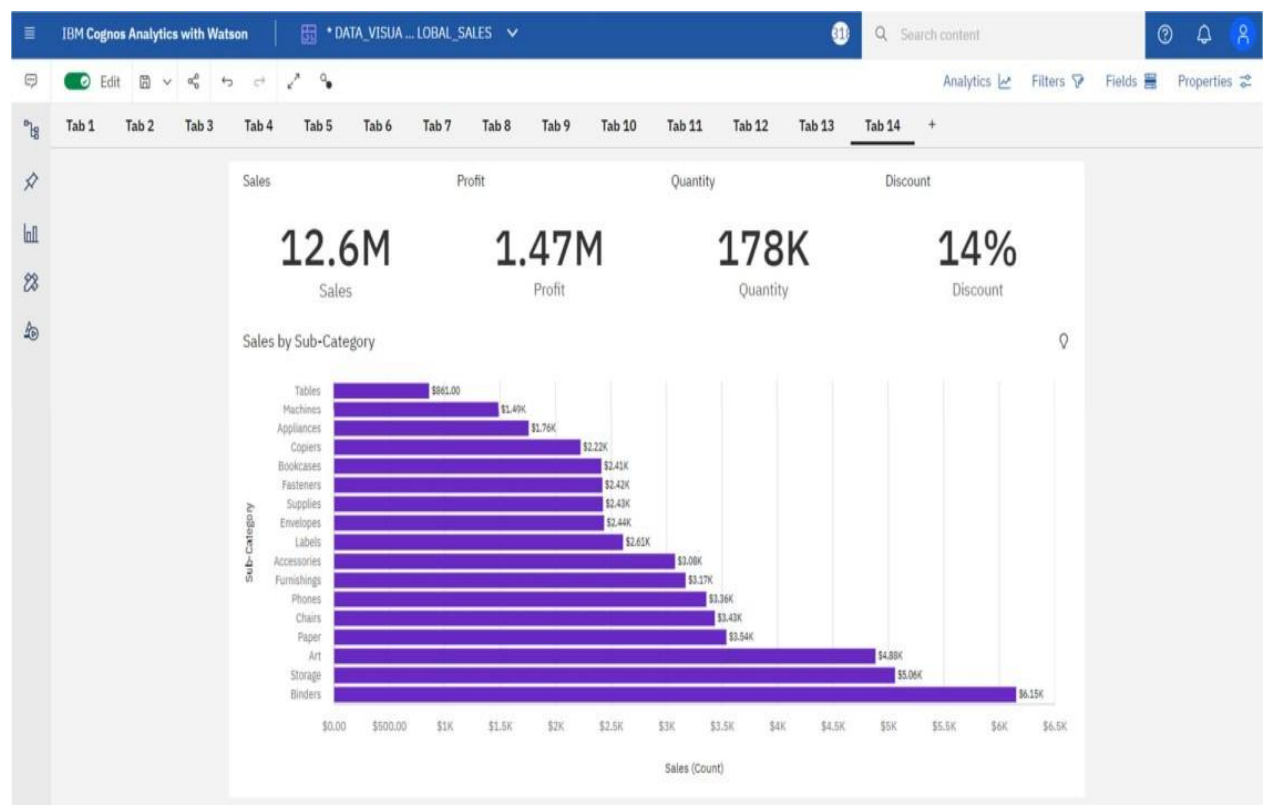 IBM Cognos Analytics with Watson
* DATA_VISUA ... LOBAL_SALES
Search content
Edit
Analytics
Filters
Fields
Properties
Tab 1 Tab 2 Tab 3 Tab 4 Tab 5 Tab 6 Tab 7 Tab 8 Tab 9 Tab 10 Tab 11 Tab 12 Tab 13 Tab 14 +
Sales Profit Quantity Discount
12.6M 1.47M 178K 14%
Sales Profit Quantity Discount
Sales by Sub-Category
Sub-Category
Tables $861.00
Machines $1.49K
Appliances $1.76K
Copiers $2.22K
Bookcases $2.41K
Fasteners $2.42K
Supplies $2.43K
Envelopes $2.44K
Labels $2.61K
Accessories $3.08K
Furnishings $3.17K
Phones $3.36K
Chairs $3.43K
Paper $3.54K
Art $4.88K
Storage $5.06K
Binders $6.15K
$0.00 $500.00 $1K $1.5K $2K $2.5K $3K $3.5K $4K $4.5K $5K $5.5K $6K $6.5K
Sales (Count)